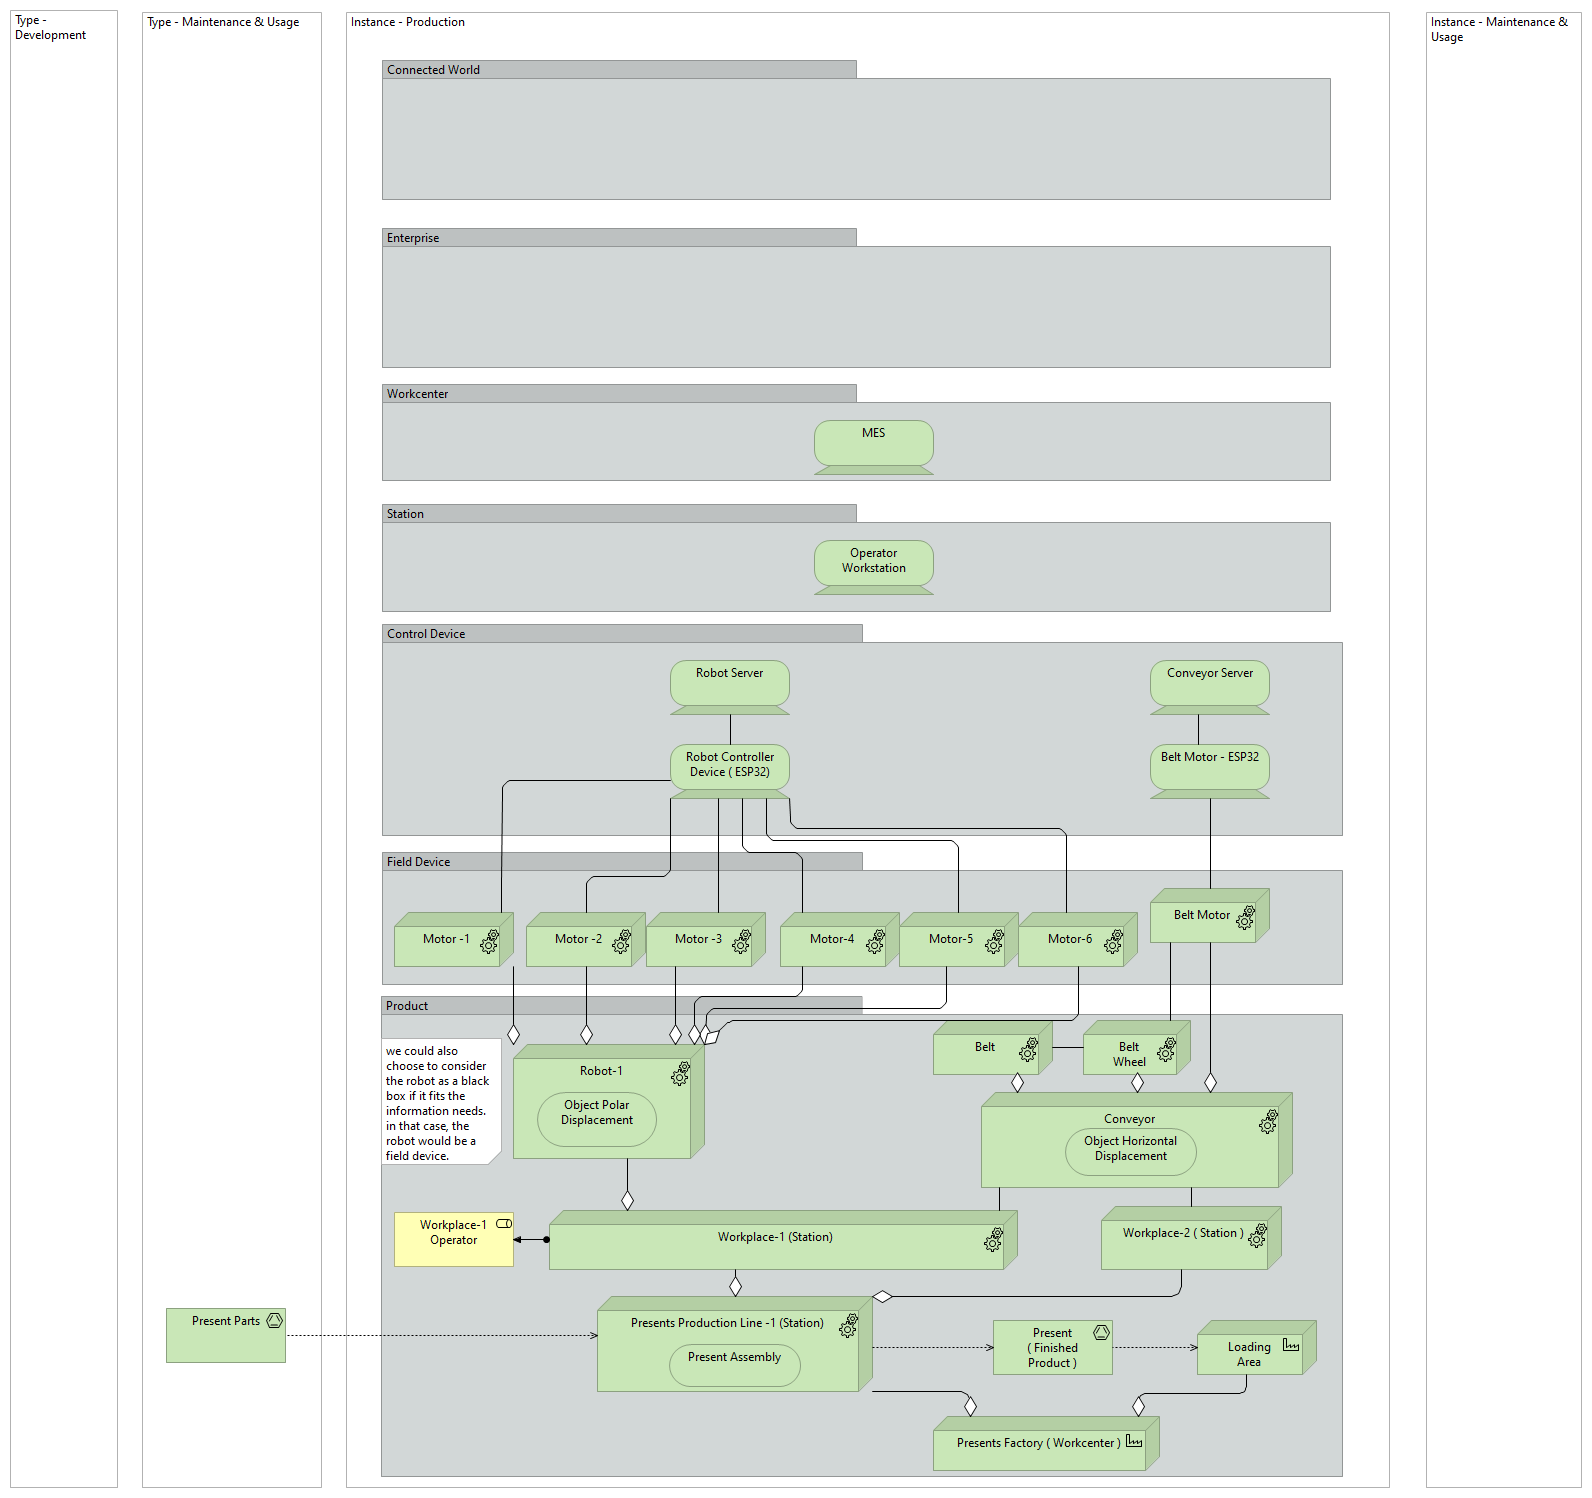 Type -
Development
Type - Maintenance & Usage
Instance - Production
Instance - Maintenance &
Usage
Connected World
Enterprise
Workcenter
MES
Station
Operator
Workstation
Control Device
Robot Server
Conveyor Server
Robot Controller
Device ( ESP32)
Belt Motor - ESP32
Field Device
Belt Motor
Motor -1
Motor -2
Motor -3
Motor-4
Motor-5
Motor-6
Product
we could also
choose to consider
the robot as a black
box if it fits the
information needs.
in that case, the
robot would be a
field device.
Belt
Belt
Wheel
Robot-1
Object Polar
Displacement
Conveyor
Object Horizontal
Displacement
Workplace-1
Operator
Workplace-1 (Station)
Workplace-2 ( Station )
Present Parts
Presents Production Line -1 (Station)
Present Assembly
Present
( Finished
Product )
Loading
Area
Presents Factory ( Workcenter )